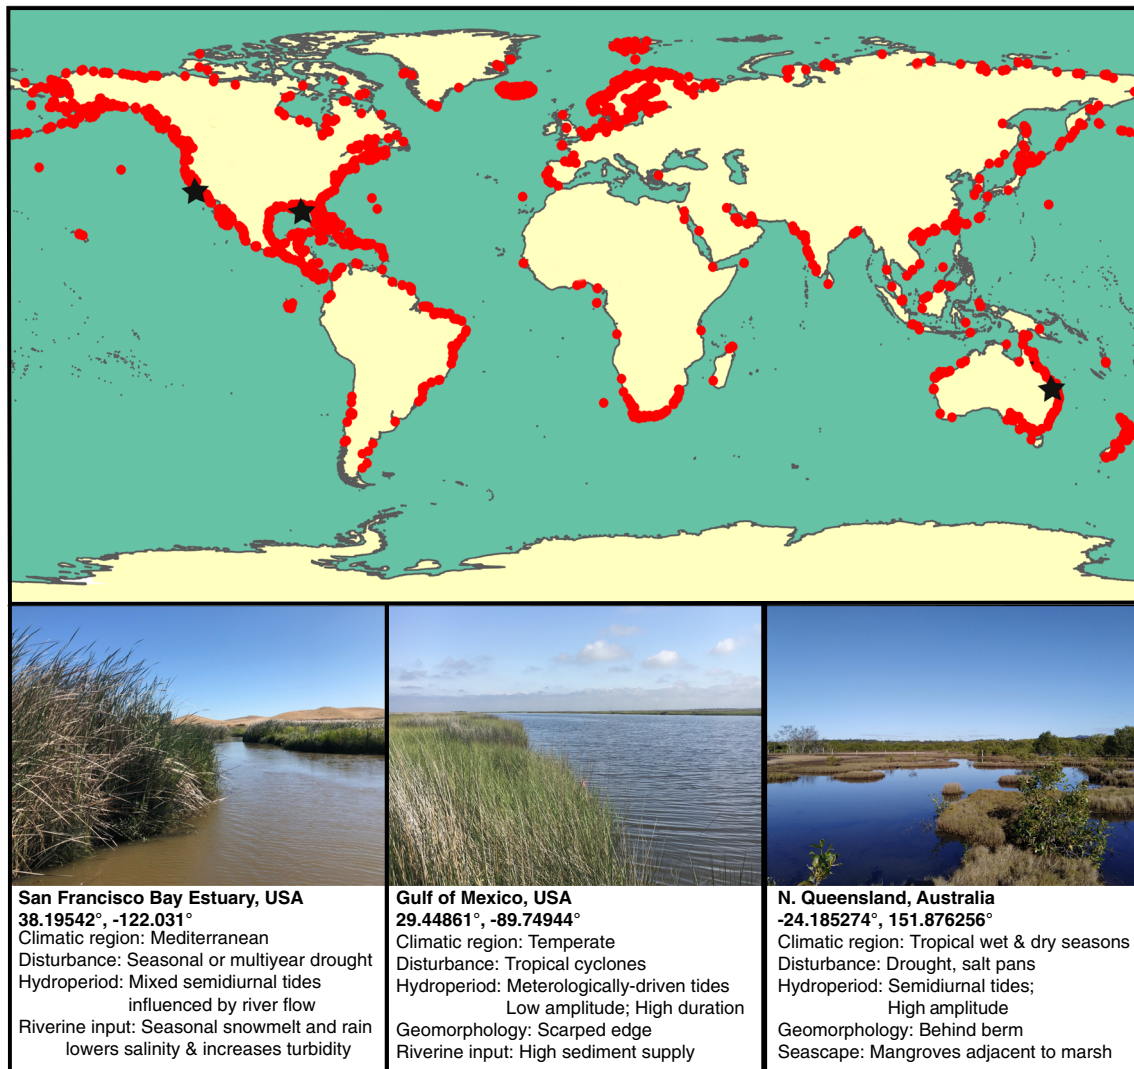 San Francisco Bay Estuary, USA
38.19542°, -122.031°
Climatic region: Mediterranean
Disturbance: Seasonal or multiyear drought
Hydroperiod: Mixed semidiurnal tides
influenced by river flow
Riverine input: Seasonal snowmelt and rain
lowers salinity & increases turbidity
Gulf of Mexico, USA
29.44861°, -89.74944°
Climatic region: Temperate
Disturbance: Tropical cyclones
Hydroperiod: Meterologically-driven tides
Low amplitude; High duration
Geomorphology: Scarped edge
Riverine input: High sediment supply
N. Queensland, Australia
-24.185274°, 151.876256°
Climatic region: Tropical wet & dry seasons
Disturbance: Drought, salt pans
Hydroperiod: Semidiurnal tides;
High amplitude
Geomorphology: Behind berm
Seascape: Mangroves adjacent to marsh